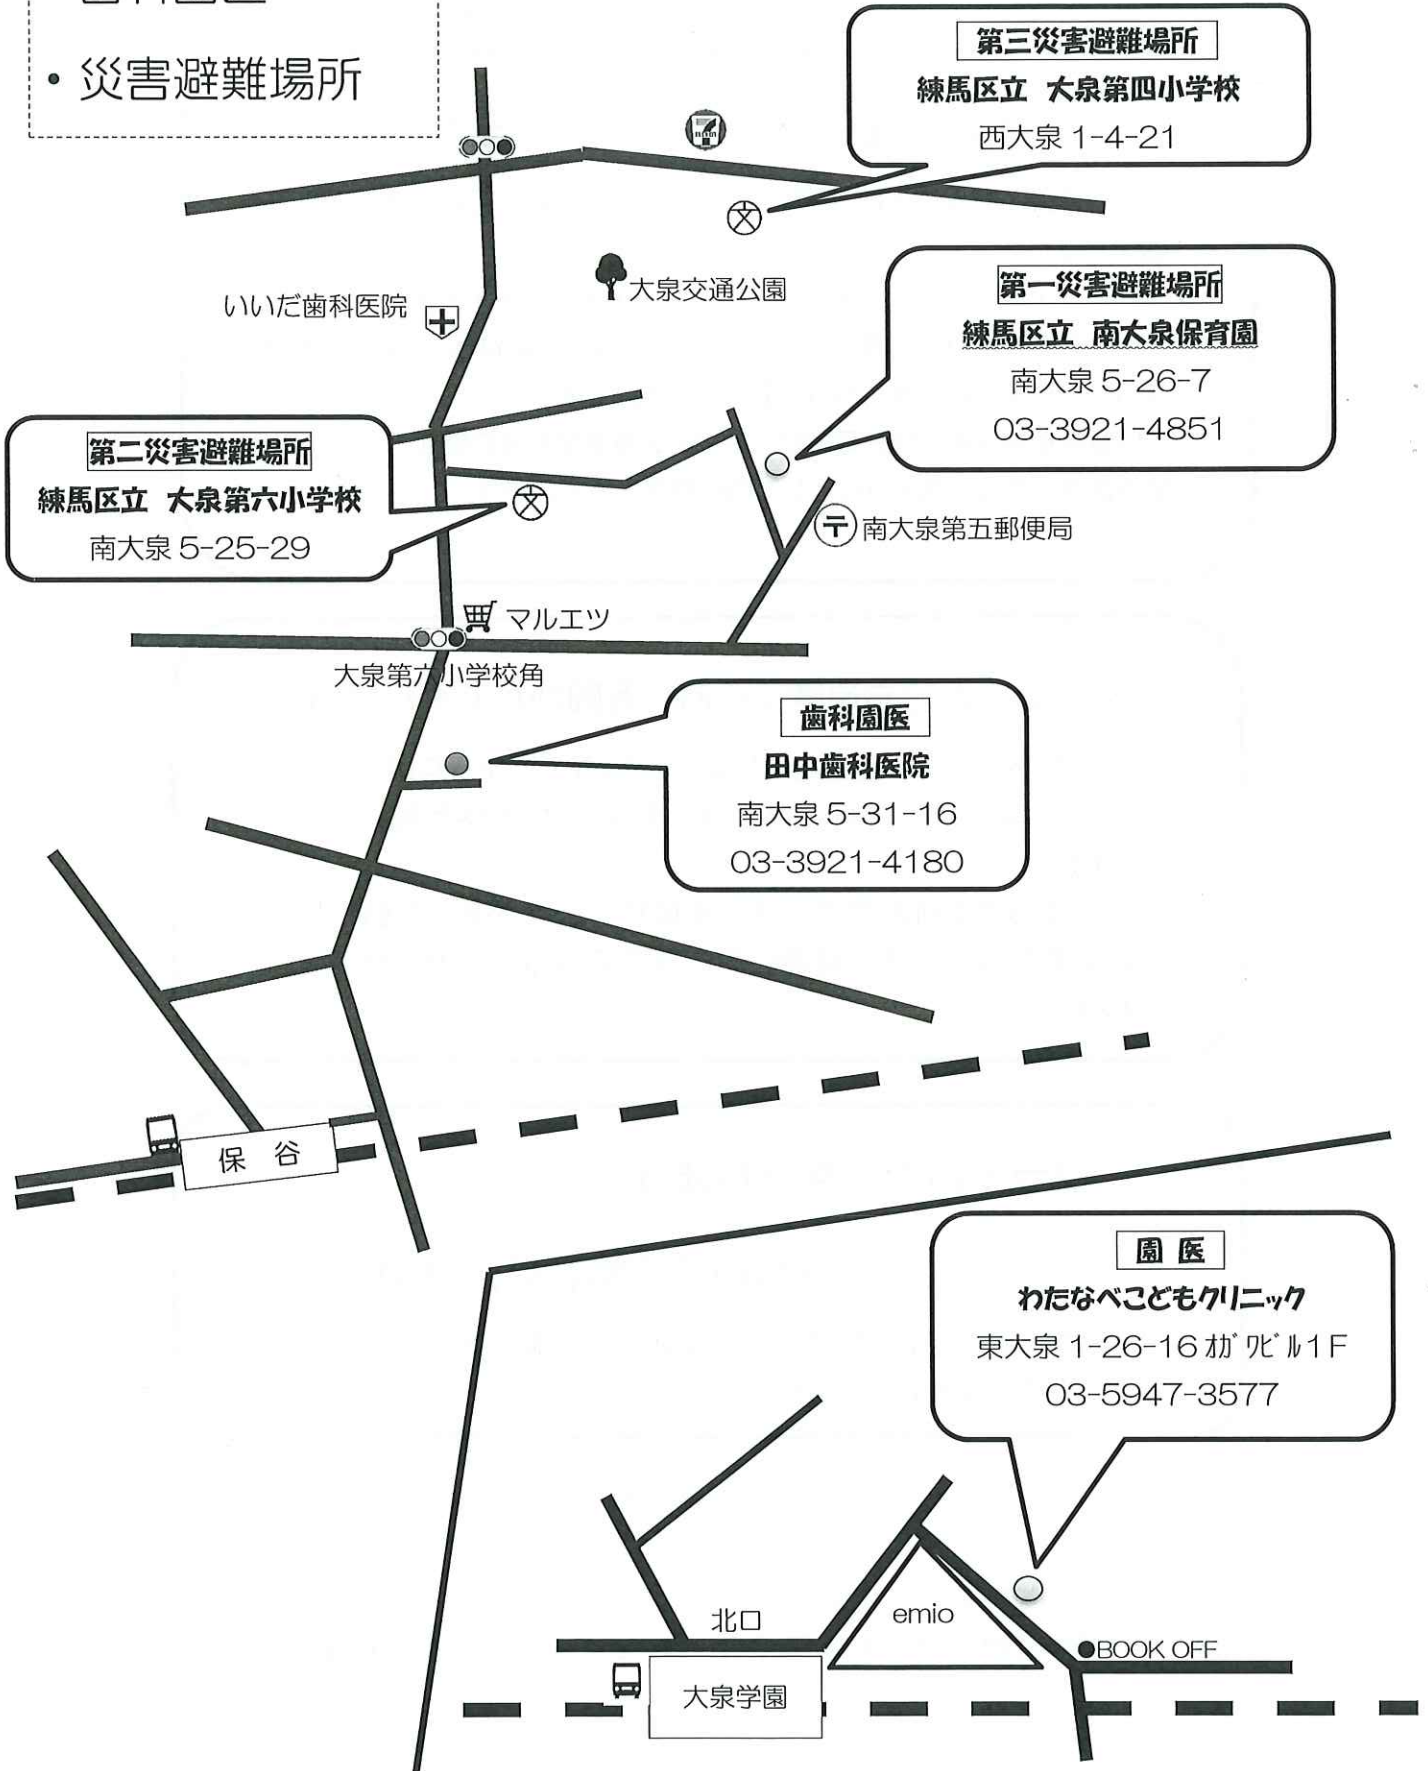 ・災害避難場所
第三災害避難場所
練馬区立 大泉第四小学校
西大泉 1-4-21
大泉交通公園
いいだ歯科医院
第一災害避難場所
練馬区立 南大泉保育園
南大泉 5-26-7
03-3921-4851
第二災害避難場所
練馬区立 大泉第六小学校
南大泉 5-25-29
南大泉第五郵便局
マルエツ
大泉第六小学校角
歯科園医
田中歯科医院
南大泉 5-31-16
03-3921-4180
保 谷
園 医
わたなべこどもクリニック
東大泉 1-26-16 ｵｶﾞﾜﾋﾞﾙ1F
03-5947-3577
北口
emio
●BOOK OFF
大泉学園